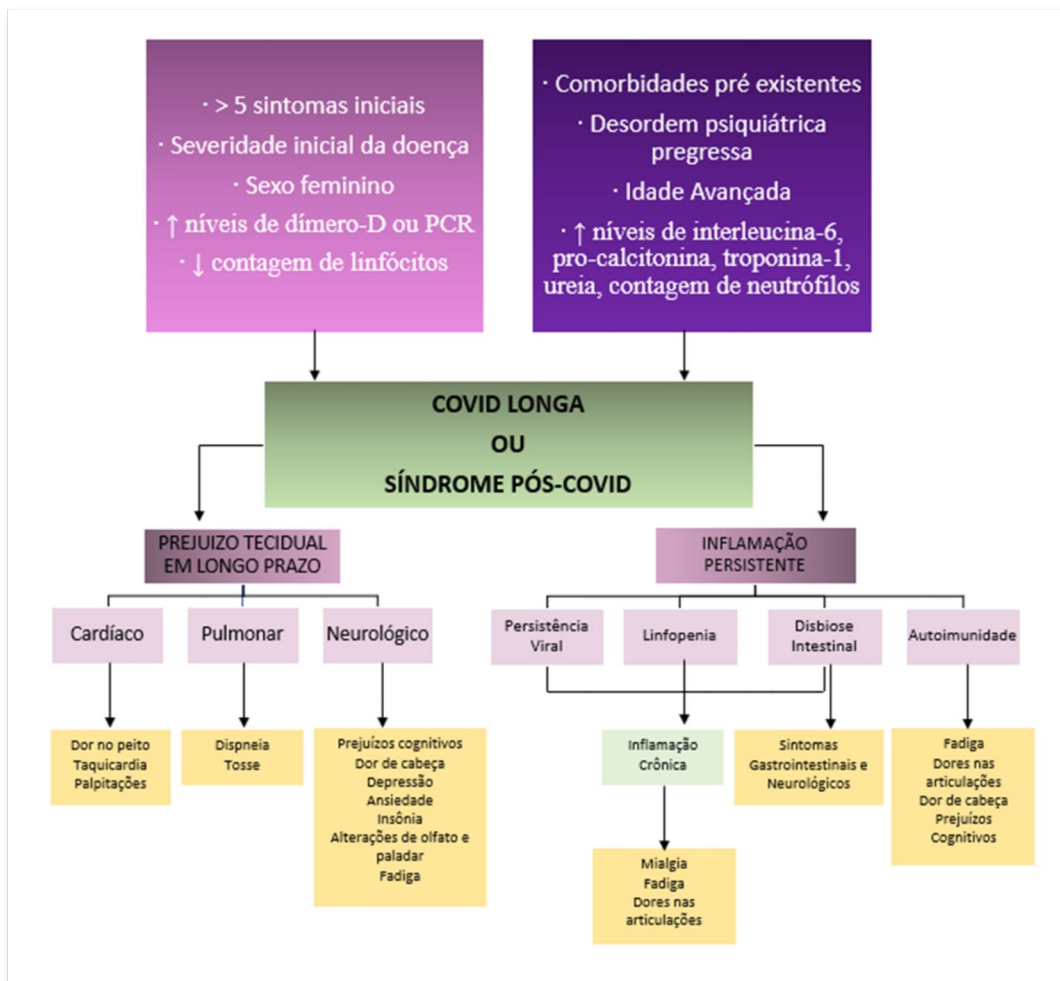 · > 5 sintomas iniciais
· Severidade inicial da doença
· Sexo feminino
· ↑ níveis de dímero-D ou PCR
· ↓ contagem de linfócitos
· Comorbidades pré existentes
· Desordem psiquiátrica
pregressa
· Idade Avançada
· ↑ níveis de interleucina-6,
pro-calcitonina, troponina-1,
ureia, contagem de neutrófilos
COVID LONGA
OU
SÍNDROME PÓS-COVID
PREJUIZO TECIDUAL
EM LONGO PRAZO
INFLAMAÇÃO
PERSISTENTE
Cardíaco
Pulmonar
Neurológico
Persistência
Viral
Linfopenia
Disbiose
Intestinal
Autoimunidade
Dor no peito
Taquicardia
Palpitações
Dispneia
Tosse
Prejuízos cognitivos
Dor de cabeça
Depressão
Ansiedade
Insônia
Alterações de olfato e
paladar
Fadiga
Inflamação
Crônica
Sintomas
Gastrointestinais e
Neurológicos
Fadiga
Dores nas
articulações
Dor de cabeça
Prejuízos
Cognitivos
Mialgia
Fadiga
Dores nas
articulações